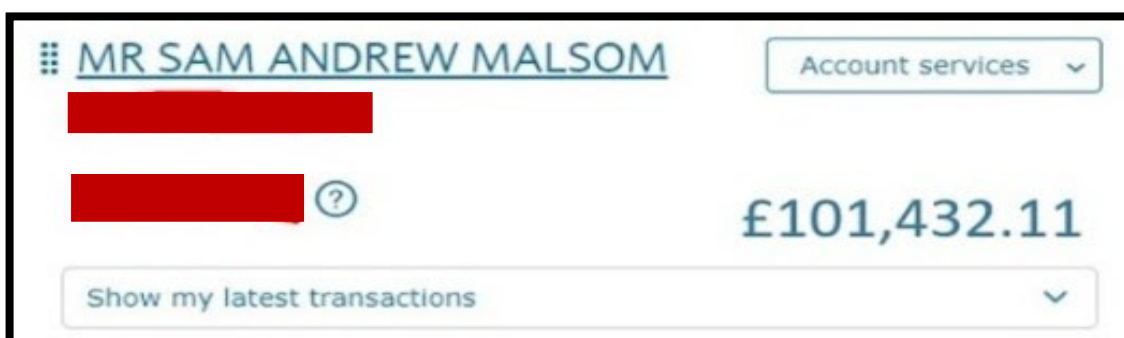 MR SAM ANDREW MALSOM
Account services
?
£101,432.11
Show my latest transactions